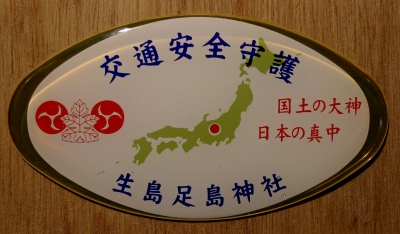 交通安全守護
国土の大神
日本の真中
生島足島神社